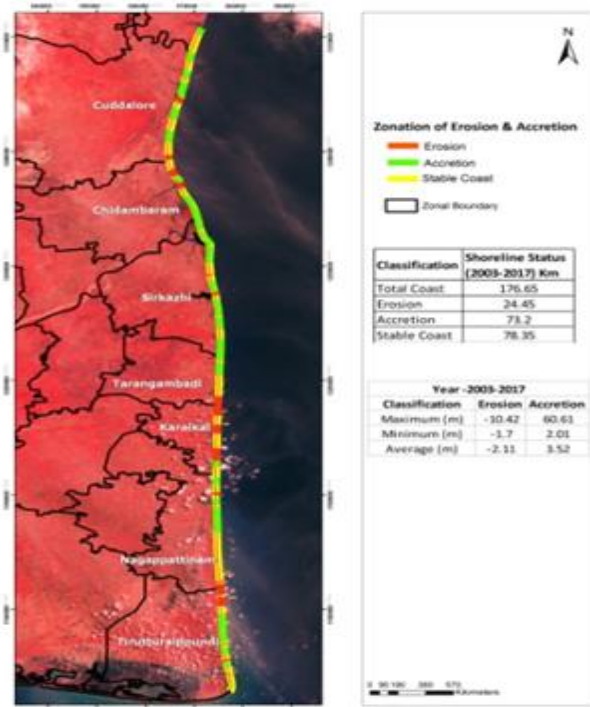 Cuddalore
Chidambaram
Sirkazhi
Tarangambadi
Karaikal
Nagappattinam
N
Zonation of Erosion & Accretion
Erosion
Accretion
Stable Coast
Zonal Boundary
Classification Shoreline Status (2003-2017) Km
Total Coast 176.65
Erosion 24.45
Accretion 73.2
Stable Coast 78.35
Year -2003-2017
Classification Erosion Accretion
Maximum (m) -10.42 60.61
Minimum (m) -1.7 2.01
Average (m) -2.11 3.52
Kilometers